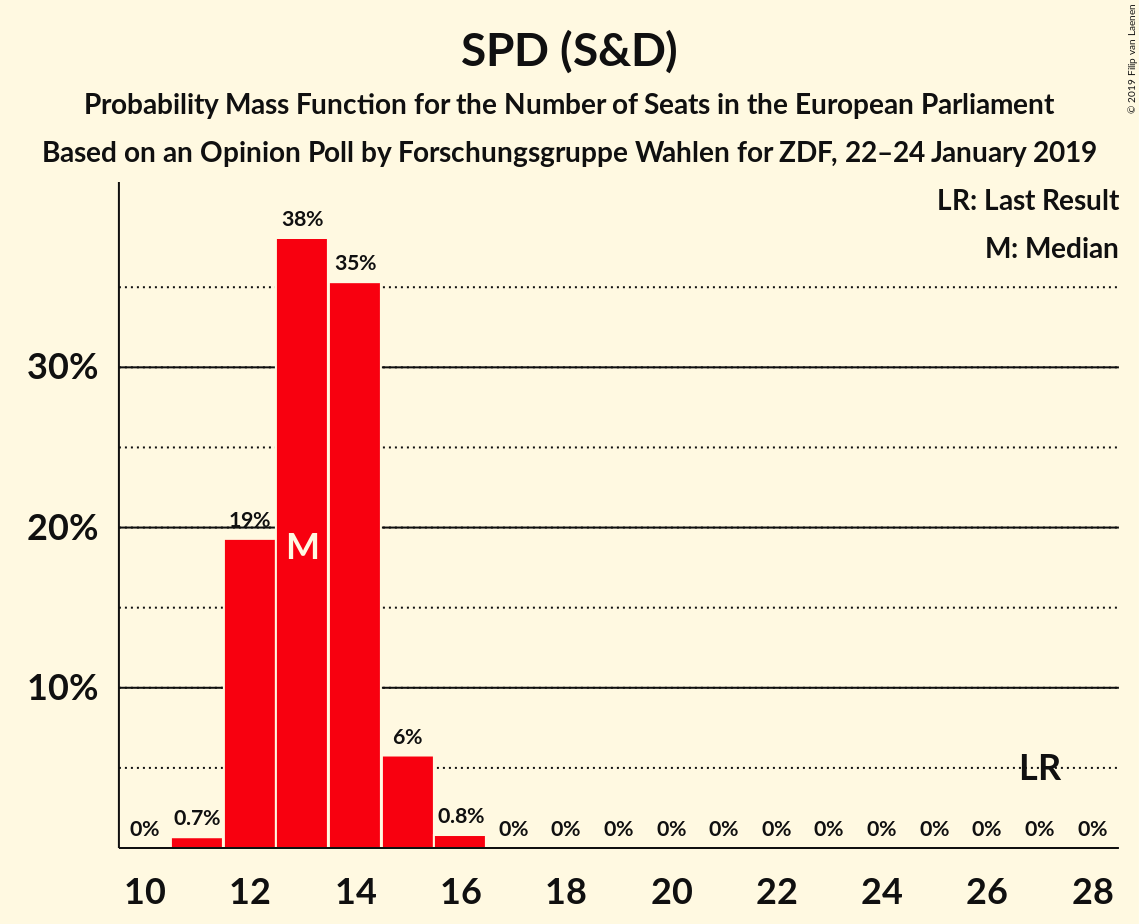 SPD (S&D)
Probability Mass Function for the Number of Seats in the European Parliament
Based on an Opinion Poll by Forschungsgruppe Wahlen for ZDF, 22–24 January 2019
© 2019 Filip van Laenen
LR: Last Result
M: Median
38%
35%
30%
19%
20%
M
10%
6%
LR
0% 0.7% 0.8% 0% 0% 0% 0% 0% 0% 0% 0% 0% 0% 0% 0%
10 12 14 16 18 20 22 24 26 28